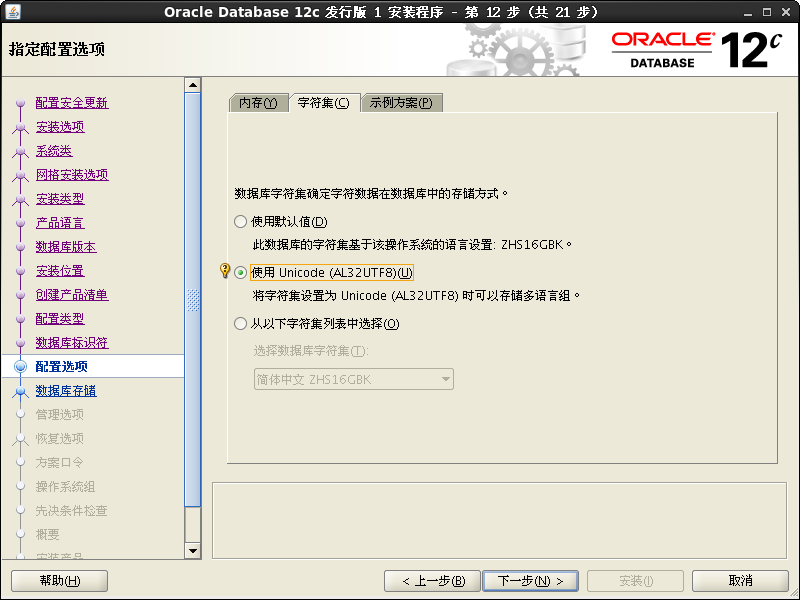 Oracle Database 12c 发行版 1 安装程序 - 第 12 步 (共 21 步)
指定配置选项
ORACLE
DATABASE
12c
配置安全更新
安装选项
系统类
网格安装选项
安装类型
产品语言
数据库版本
安装位置
创建产品清单
配置类型
数据库标识符
配置选项
数据库存储
管理选项
恢复选项
方案口令
操作系统组
先决条件检查
概要
安装产品
内存(Y)
字符集(C)
示例方案(P)
数据库字符集确定字符数据在数据库中的存储方式。
使用默认值(D)
此数据库的字符集基于该操作系统的语言设置: ZHS16GBK。
使用 Unicode (AL32UTF8)(U)
将字符集设置为 Unicode (AL32UTF8) 时可以存储多语言组。
从以下字符集列表中选择(O)
选择数据库字符集(T):
简体中文 ZHS16GBK
帮助(H)
< 上一步(B)
下一步(N) >
安装(I)
取消